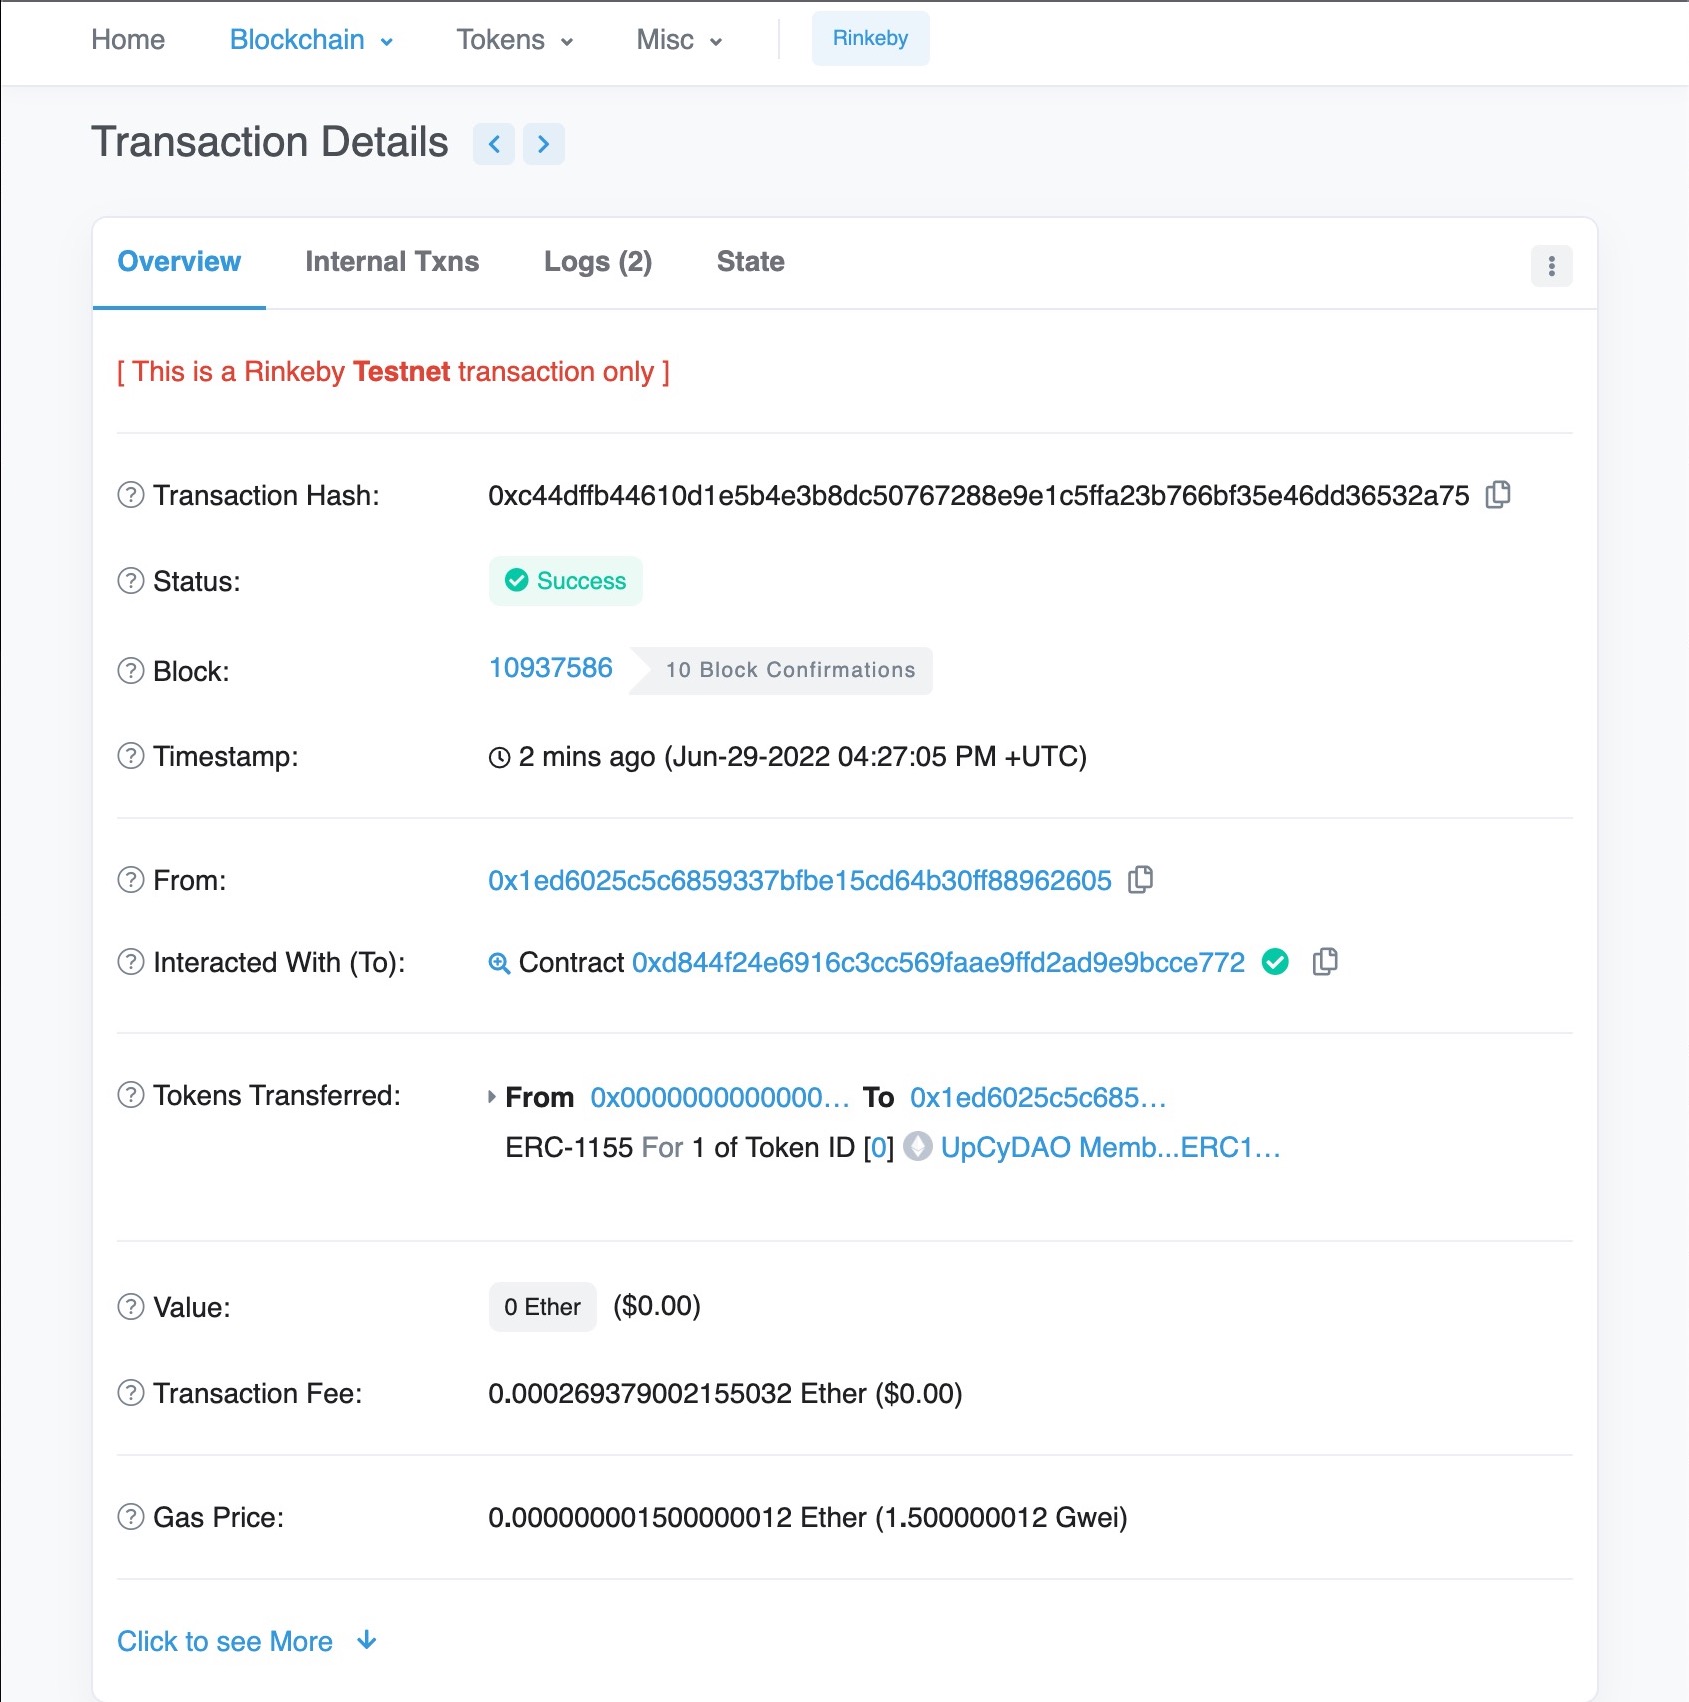 Home Blockchain Tokens Misc Rinkeby
Transaction Details
Overview Internal Txns Logs (2) State
[ This is a Rinkeby Testnet transaction only ]
Transaction Hash: 0xc44dffb44610d1e5b4e3b8dc50767288e9e1c5ffa23b766bf35e46dd36532a75
Status: Success
Block: 10937586 10 Block Confirmations
Timestamp: 2 mins ago (Jun-29-2022 04:27:05 PM +UTC)
From: 0x1ed6025c5c6859337bfbe15cd64b30ff88962605
Interacted With (To): Contract 0xd844f24e6916c3cc569faae9ffd2ad9e9bcce772
Tokens Transferred: From 0x0000000000000... To 0x1ed6025c5c685...
ERC-1155 For 1 of Token ID [0] UpCyDAO Memb...ERC1...
Value: 0 Ether ($0.00)
Transaction Fee: 0.000269379002155032 Ether ($0.00)
Gas Price: 0.000000001500000012 Ether (1.500000012 Gwei)
Click to see More